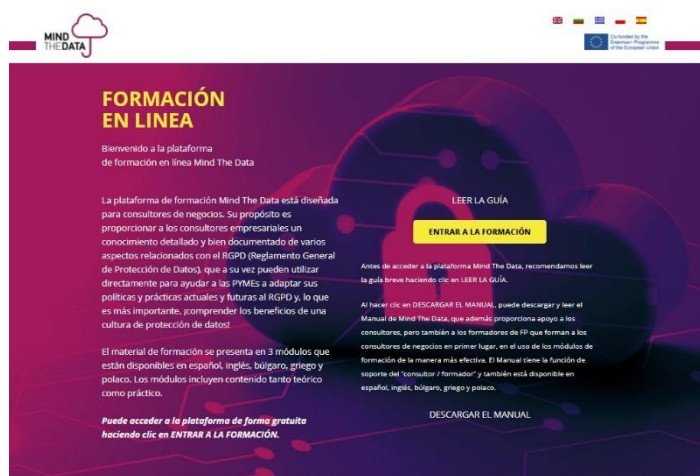 MIND
THEDATA
Co-funded by the
Erasmus+ Programme
of the European Union
FORMACIÓN
EN LINEA
Bienvenido a la plataforma
de formación en línea Mind The Data
La plataforma de formación Mind The Data está diseñada
para consultores de negocios. Su propósito es
proporcionar a los consultores empresariales un
conocimiento detallado y bien documentado de varios
aspectos relacionados con el RGPD (Reglamento General
de Protección de Datos), que a su vez pueden utilizar
directamente para ayudar a las PYMEs a adaptar sus
políticas y prácticas actuales y futuras al RGPD y, lo que
es más importante, ¡comprender los beneficios de una
cultura de protección de datos!
El material de formación se presenta en 3 módulos que
están disponibles en español, inglés, búlgaro, griego y
polaco. Los módulos incluyen contenido tanto teórico
como práctico.
Puede acceder a la plataforma de forma gratuita
haciendo clic en ENTRAR A LA FORMACIÓN.
LEER LA GUÍA
ENTRAR A LA FORMACIÓN
Antes de acceder a la plataforma Mind The Data, recomendamos leer
la guía breve haciendo clic en LEER LA GUÍA.
Al hacer clic en DESCARGAR EL MANUAL, puede descargar y leer el
Manual de Mind The Data, que además proporciona apoyo a los
consultores, pero también a los formadores de FP que forman a los
consultores de negocios en primer lugar, en el uso de los módulos de
formación de la manera más efectiva. El Manual tiene la función de
soporte del "consultor / formador" y también está disponible en
español, inglés, búlgaro, griego y polaco.
DESCARGAR EL MANUAL